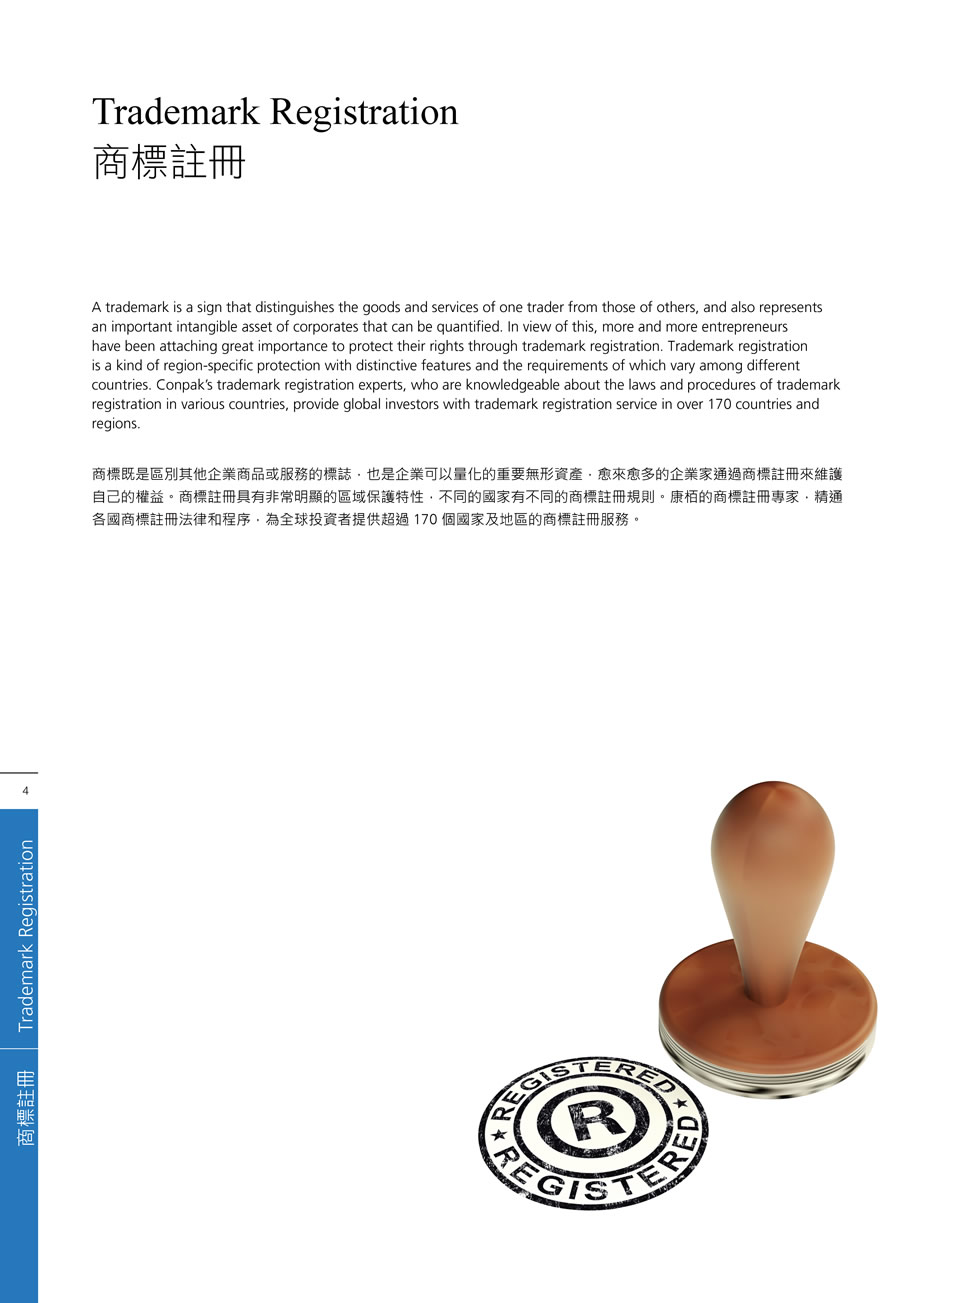 Trademark Registration
商標註冊
A trademark is a sign that distinguishes the goods and services of one trader from those of others, and also represents
an important intangible asset of corporates that can be quantified. In view of this, more and more entrepreneurs
have been attaching great importance to protect their rights through trademark registration. Trademark registration
is a kind of region-specific protection with distinctive features and the requirements of which vary among different
countries. Conpak’s trademark registration experts, who are knowledgeable about the laws and procedures of trademark
registration in various countries, provide global investors with trademark registration service in over 170 countries and
regions.
商標既是區別其他企業商品或服務的標誌，也是企業可以量化的重要無形資產，愈來愈多的企業家通過商標註冊來維護
自己的權益。商標註冊具有非常明顯的區域保護特性，不同的國家有不同的商標註冊規則。康栢的商標註冊專家，精通
各國商標註冊法律和程序，為全球投資者提供超過 170 個國家及地區的商標註冊服務。
4
Trademark Registration
商標註冊
REGISTERED
R
REGISTERED